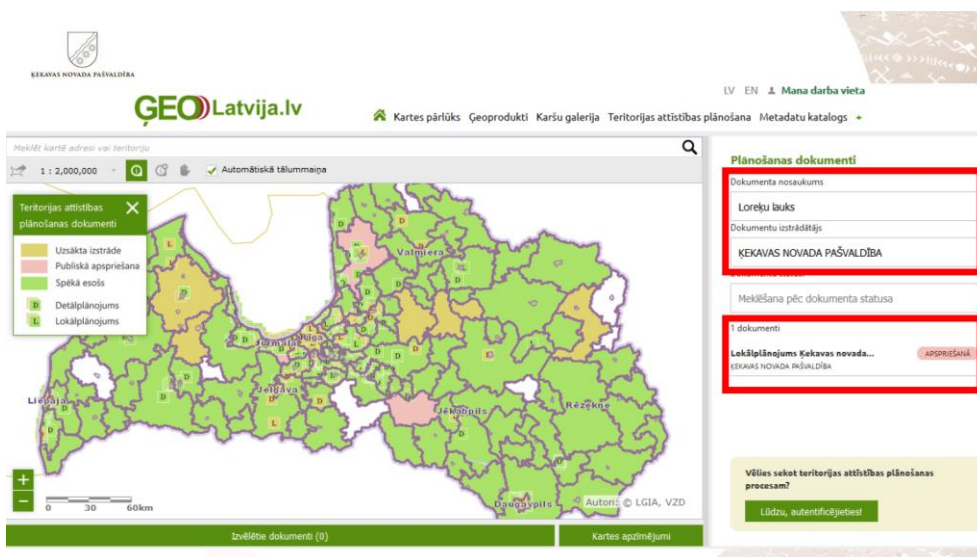 ĶEKAVAS NOVADA PAŠVALDĪBA
LV EN Mana darba vieta
ĢEO Latvija.lv
Kartes pārlūks Ģeoprodukti Karšu galerija Teritorijas attīstības plānošana Metadatu katalogs +
Meklēt kartē adresi vai teritoriju
1 : 2,000,000 Automātiskā tālummaiņa
Teritorijas attīstības
plānošanas dokumenti
Uzsākta izstrāde
Publiskā apspriešana
Spēkā esošs
D Detālplānojums
L Lokālplānojums
Valmiera
Rīga
Jūrmala
Jelgava
Liepāja
Jēkabpils
Rēzekne
Daugavpils
Autori: © LGIA, VZD
+
−
0 30 60km
Izvēlētie dokumenti (0)
Kartes apzīmējumi
Plānošanas dokumenti
Dokumenta nosaukums
Loreķu lauks
Dokumentu izstrādātājs
ĶEKAVAS NOVADA PAŠVALDĪBA
Meklēšana pēc dokumenta statusa
1 dokumenti
Lokālplānojums Ķekavas novada... APSPRIEŠANĀ
ĶEKAVAS NOVADA PAŠVALDĪBA
Vēlies sekot teritorijas attīstības plānošanas
procesam?
Lūdzu, autentificējieties!